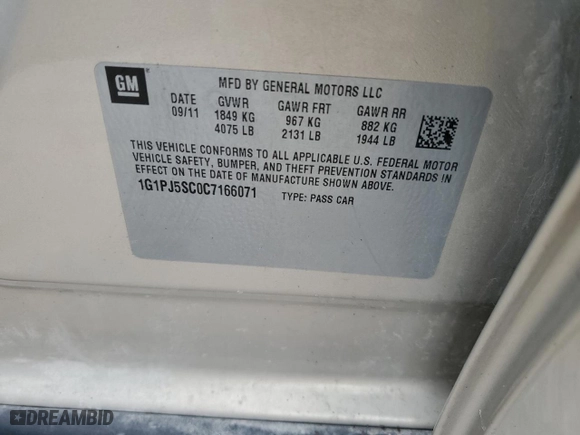 GM
MFD BY GENERAL MOTORS LLC
DATE GVWR GAWR FRT GAWR RR
09/11 1849 KG 967 KG 882 KG
4075 LB 2131 LB 1944 LB
THIS VEHICLE CONFORMS TO ALL APPLICABLE U.S. FEDERAL MOTOR
VEHICLE SAFETY, BUMPER, AND THEFT PREVENTION STANDARDS IN
EFFECT ON THE DATE OF MANUFACTURE SHOWN ABOVE.
1G1PJ5SC0C7166071 TYPE: PASS CAR
DREAMBID